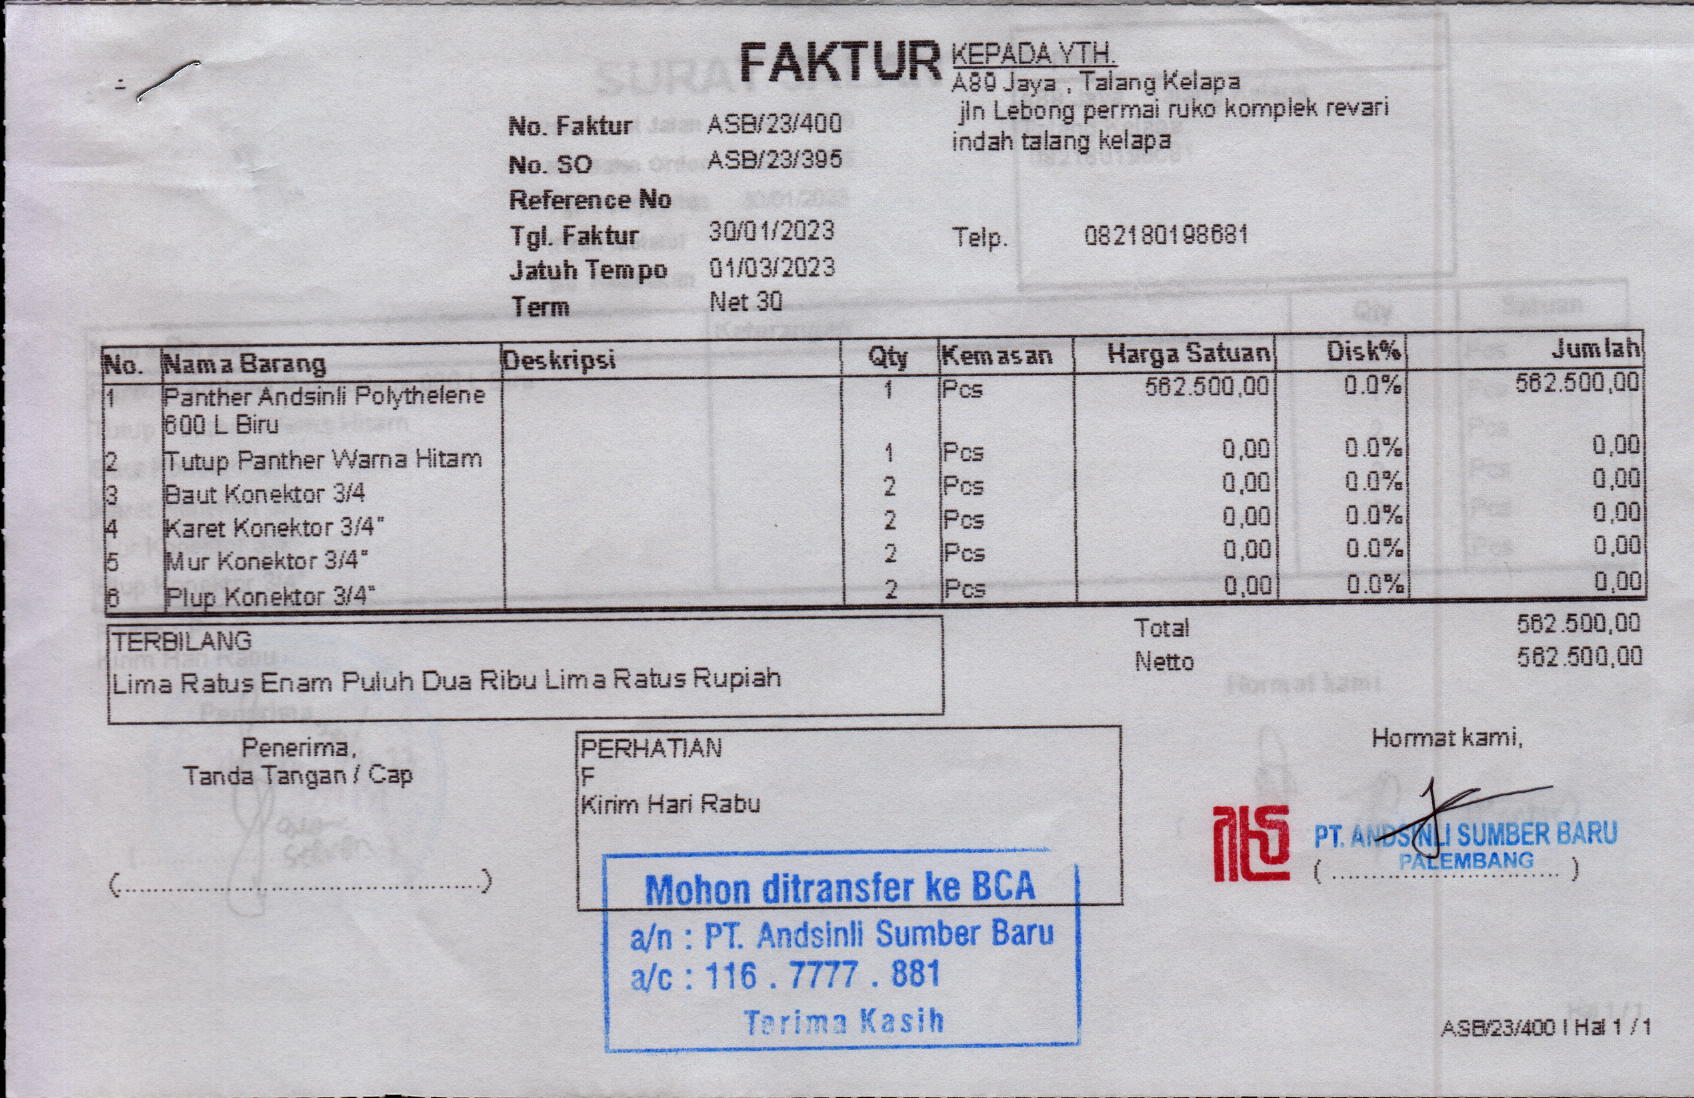 FAKTUR
KEPADA YTH.
A89 Jaya , Talang Kelapa
jln Lebong permai ruko komplek revari
indah talang kelapa
No. Faktur ASB/23/400
No. SO ASB/23/395
Reference No
Tgl. Faktur 30/01/2023
Telp. 082180198681
Jatuh Tempo 01/03/2023
Term Net 30
No. Nama Barang Deskripsi Qty Kemasan Harga Satuan Disk% Jumlah
1 Panther Andsinli Polythelene 1 Pcs 562.500,00 0.0% 562.500,00
600 L Biru
2 Tutup Panther Warna Hitam 1 Pcs 0,00 0.0% 0,00
3 Baut Konektor 3/4 2 Pcs 0,00 0.0% 0,00
4 Karet Konektor 3/4" 2 Pcs 0,00 0.0% 0,00
5 Mur Konektor 3/4" 2 Pcs 0,00 0.0% 0,00
6 Plup Konektor 3/4" 2 Pcs 0,00 0.0% 0,00
TERBILANG
Lima Ratus Enam Puluh Dua Ribu Lima Ratus Rupiah
Total 562.500,00
Netto 562.500,00
Penerima,
Tanda Tangan / Cap
(..............................................)
PERHATIAN
F
Kirim Hari Rabu
Hormat kami,
PT. ANDSINLI SUMBER BARU
PALEMBANG
(..............................)
Mohon ditransfer ke BCA
a/n : PT. Andsinli Sumber Baru
a/c : 116 . 7777 . 881
Terima Kasih
ASB/23/400 I Hal 1 / 1